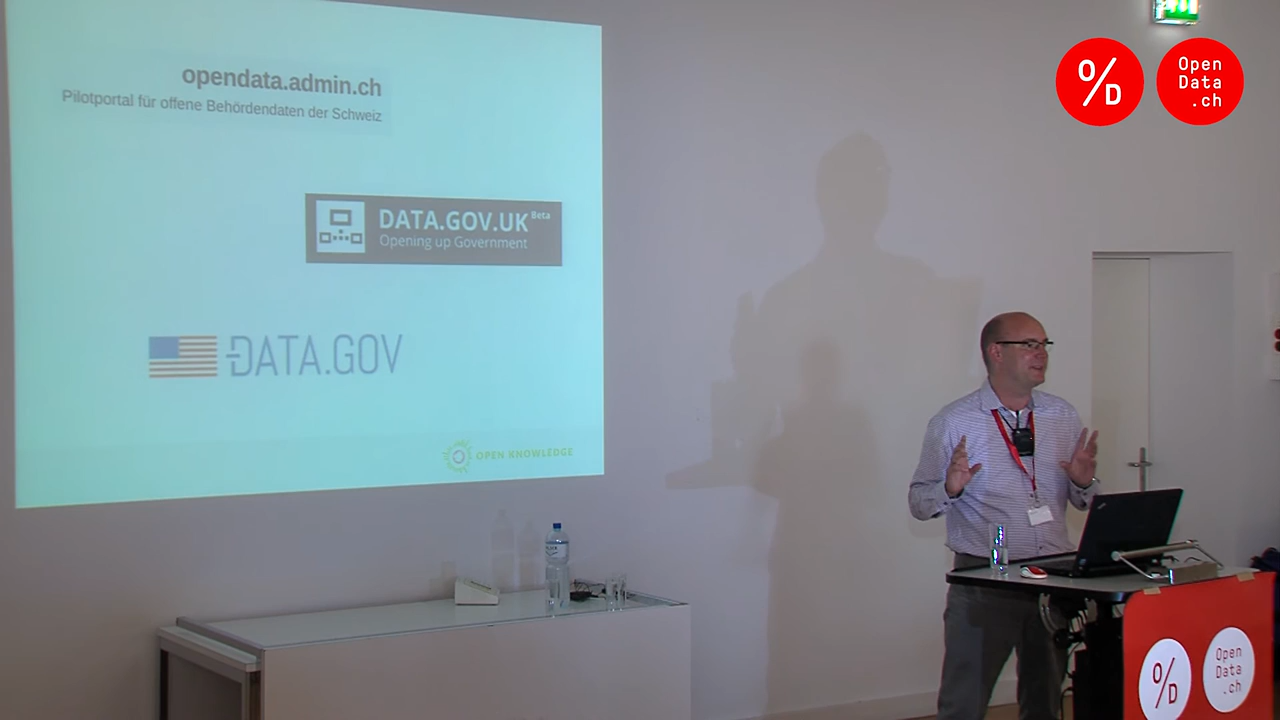 opendata.admin.ch
Pilotportal für offene Behördendaten der Schweiz
DATA.GOV.UK Beta
Opening up Government
DATA.GOV
OPEN KNOWLEDGE
O/D
Open
Data
.ch
O/D
Open
Data
.ch